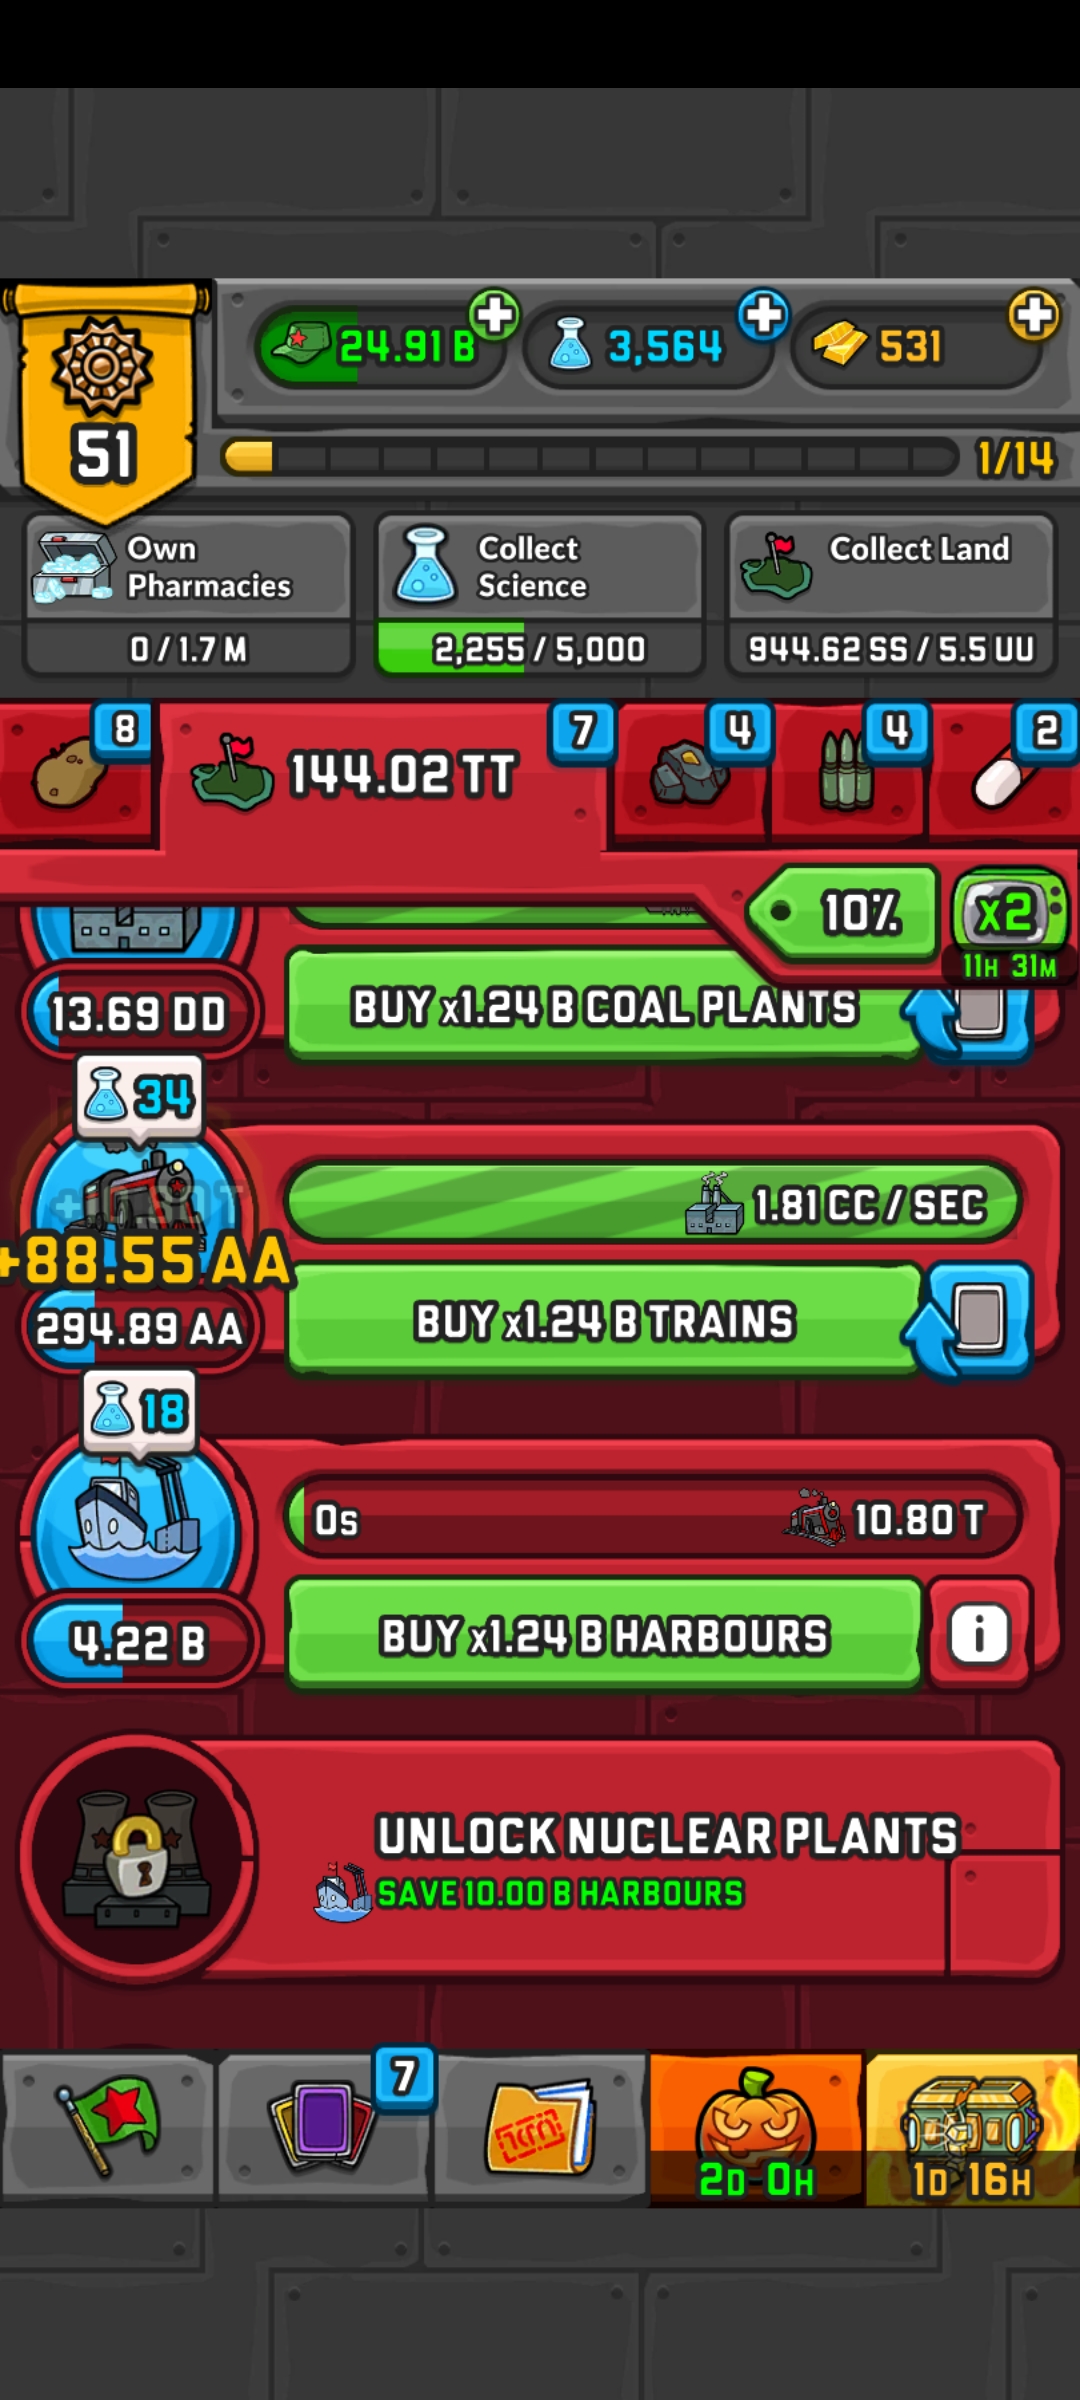 24.91 B
3,564
531
51
1/14
Own
Pharmacies
Collect
Science
Collect Land
0 / 1.7 M
2,255 / 5,000
944.62 SS / 5.5 UU
8
144.02 TT
7
4
4
2
10%
x2
11H 31M
13.69 DD
BUY x1.24 B COAL PLANTS
34
1.81 CC / SEC
+88.55 AA
294.89 AA
BUY x1.24 B TRAINS
18
0s
10.80 T
4.22 B
BUY x1.24 B HARBOURS
i
UNLOCK NUCLEAR PLANTS
SAVE 10.00 B HARBOURS
7
2D 0H
1D 16H